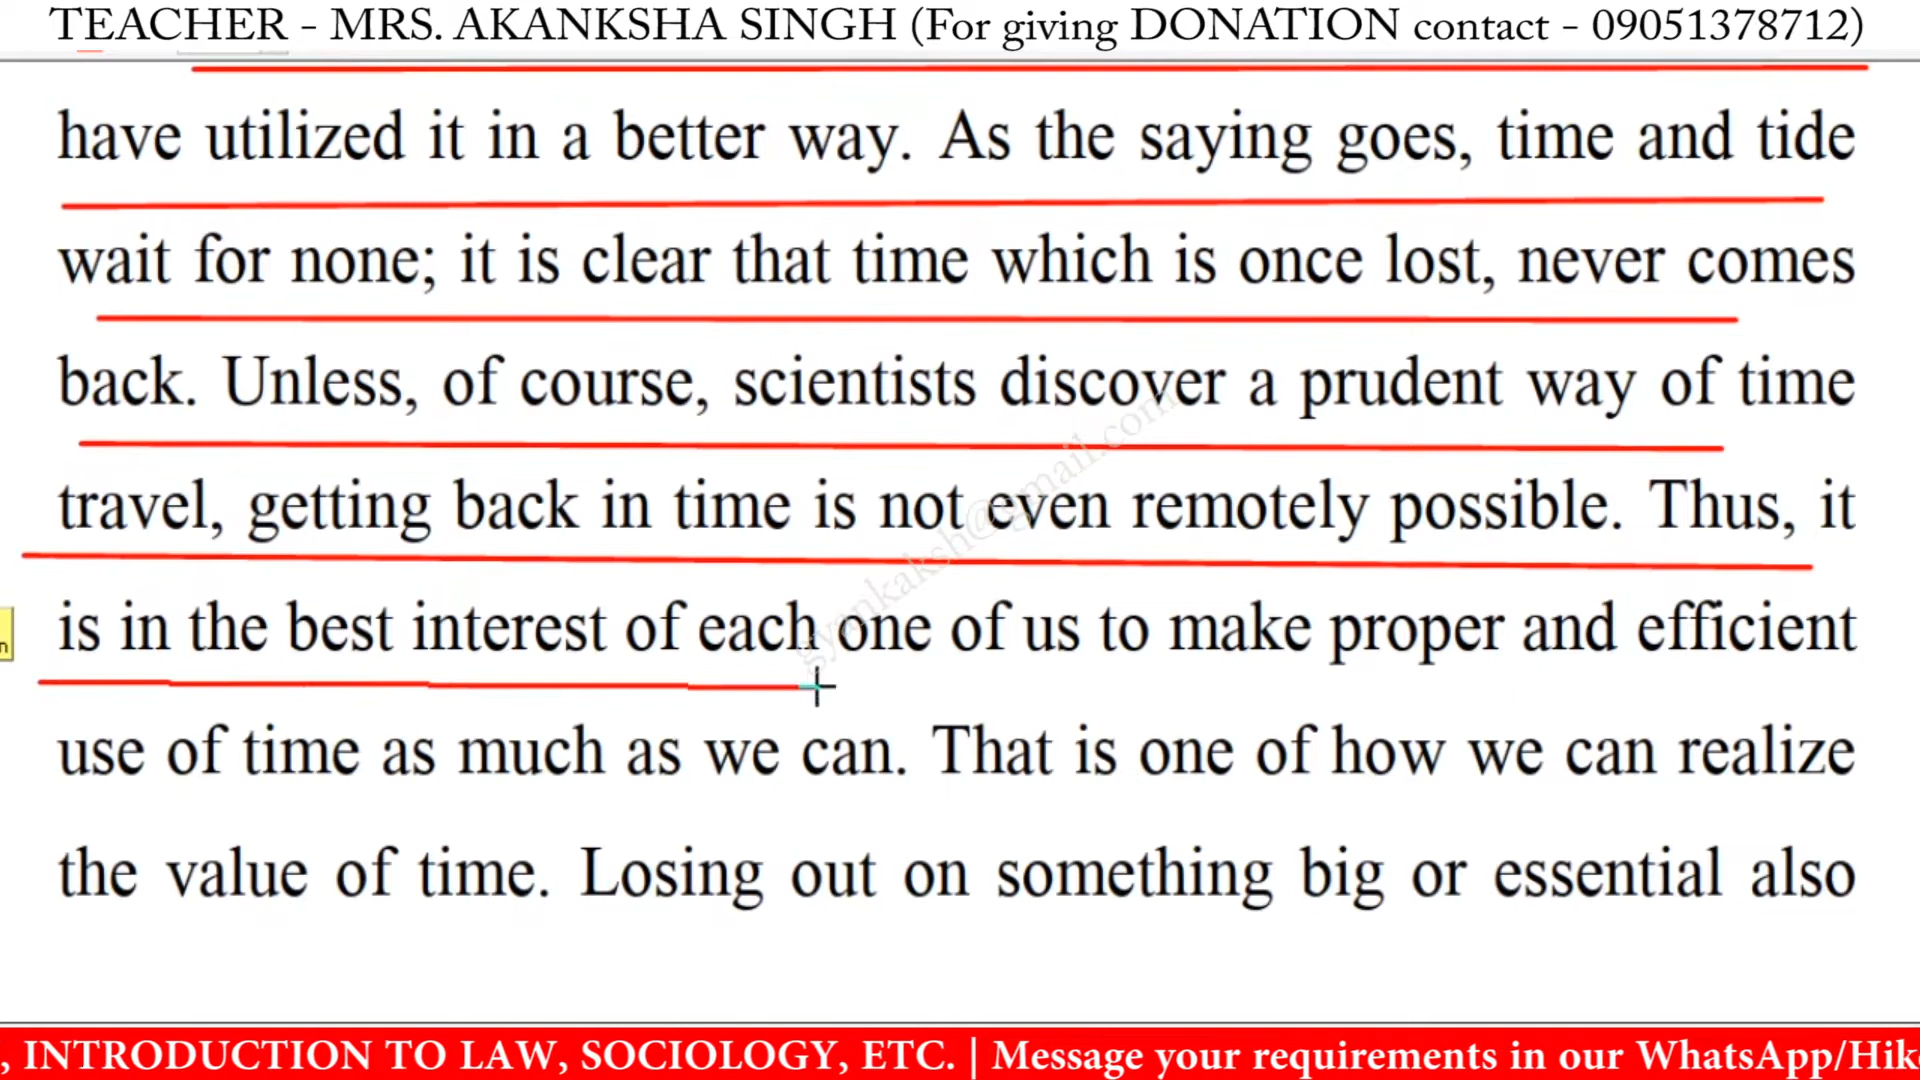 TEACHER - MRS. AKANKSHA SINGH (For giving DONATION contact - 09051378712)
have utilized it in a better way. As the saying goes, time and tide
wait for none; it is clear that time which is once lost, never comes
back. Unless, of course, scientists discover a prudent way of time
travel, getting back in time is not even remotely possible. Thus, it
is in the best interest of each one of us to make proper and efficient
n
use of time as much as we can. That is one of how we can realize
the value of time. Losing out on something big or essential also
gyankaksh@gmail.com
, INTRODUCTION TO LAW, SOCIOLOGY, ETC. | Message your requirements in our WhatsApp/Hik